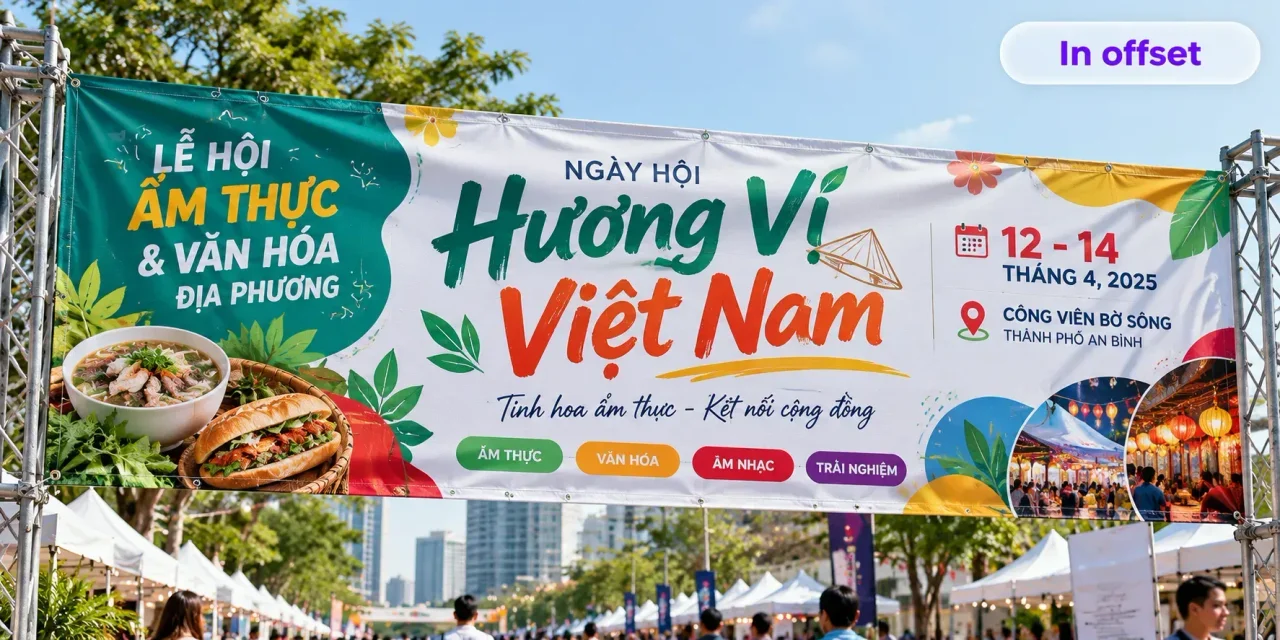 In offset
LỄ HỘI
ẨM THỰC
& VĂN HÓA
ĐỊA PHƯƠNG
NGÀY HỘI
Hương Vị
Việt Nam
Tinh hoa ẩm thực - Kết nối cộng đồng
ẨM THỰC
VĂN HÓA
ÂM NHẠC
TRẢI NGHIỆM
12 - 14
THÁNG 4, 2025
CÔNG VIÊN BỜ SÔNG
THÀNH PHỐ AN BÌNH